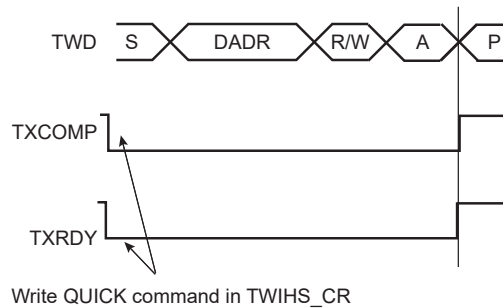 TWD S DADR R/W A P
TXCOMP
TXRDY
Write QUICK command in TWIHS_CR